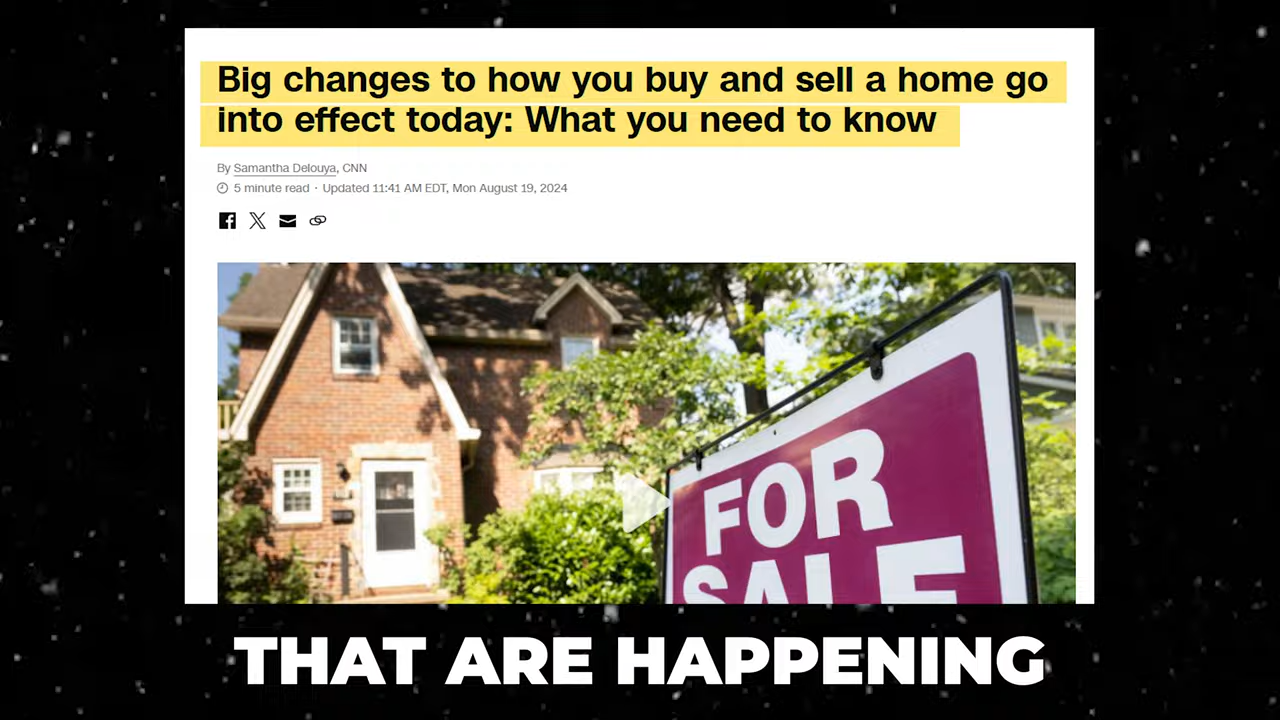 Big changes to how you buy and sell a home go
into effect today: What you need to know
By Samantha Delouya, CNN
5 minute read · Updated 11:41 AM EDT, Mon August 19, 2024
FOR
SALE
THAT ARE HAPPENING